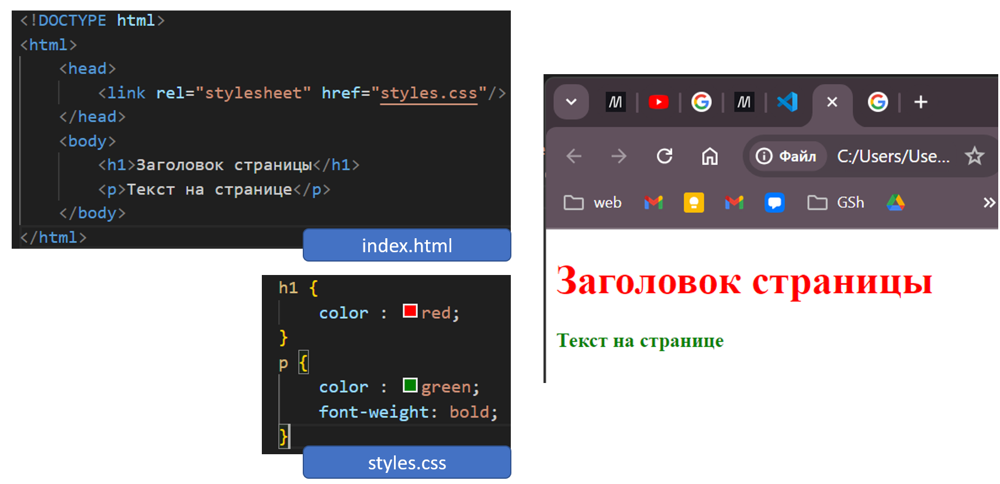 <!DOCTYPE html>
<html>
<head>
<link rel="stylesheet" href="styles.css"/>
</head>
<body>
<h1>Заголовок страницы</h1>
<p>Текст на странице</p>
</body>
</html>
index.html
h1 {
color : red;
}
p {
color : green;
font-weight: bold;
}
styles.css
Файл C:/Users/Use...
web GSh
Заголовок страницы
Текст на странице